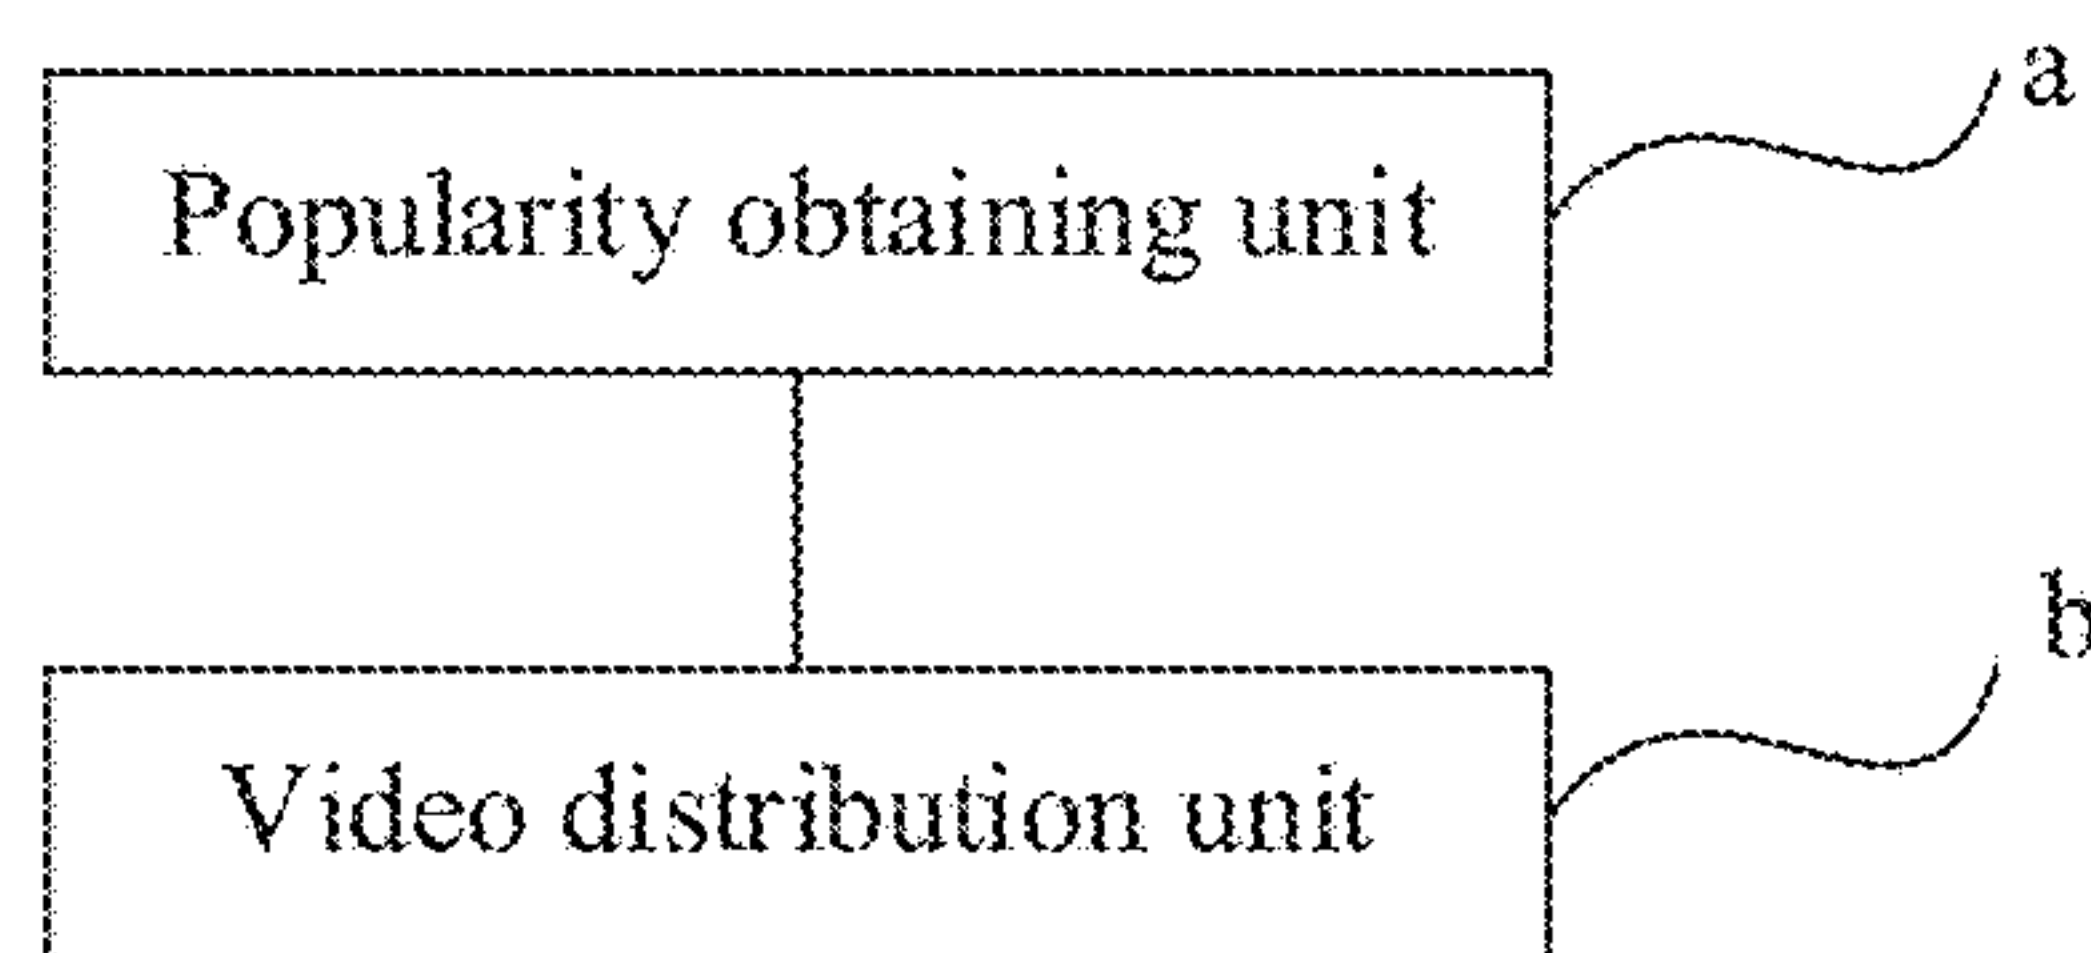 a
Popularity obtaining unit
b
Video distribution unit